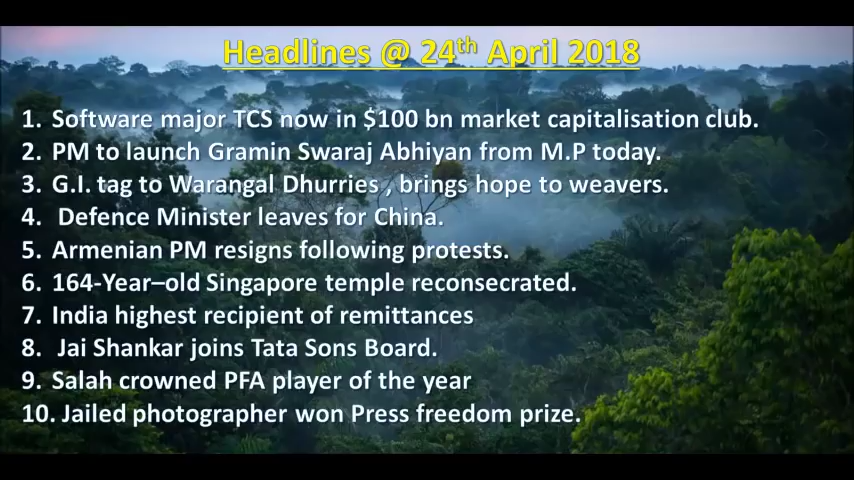 Headlines @ 24th April 2018
1. Software major TCS now in $100 bn market capitalisation club.
2. PM to launch Gramin Swaraj Abhiyan from M.P today.
3. G.I. tag to Warangal Dhurries , brings hope to weavers.
4. Defence Minister leaves for China.
5. Armenian PM resigns following protests.
6. 164-Year–old Singapore temple reconsecrated.
7. India highest recipient of remittances
8. Jai Shankar joins Tata Sons Board.
9. Salah crowned PFA player of the year
10. Jailed photographer won Press freedom prize.